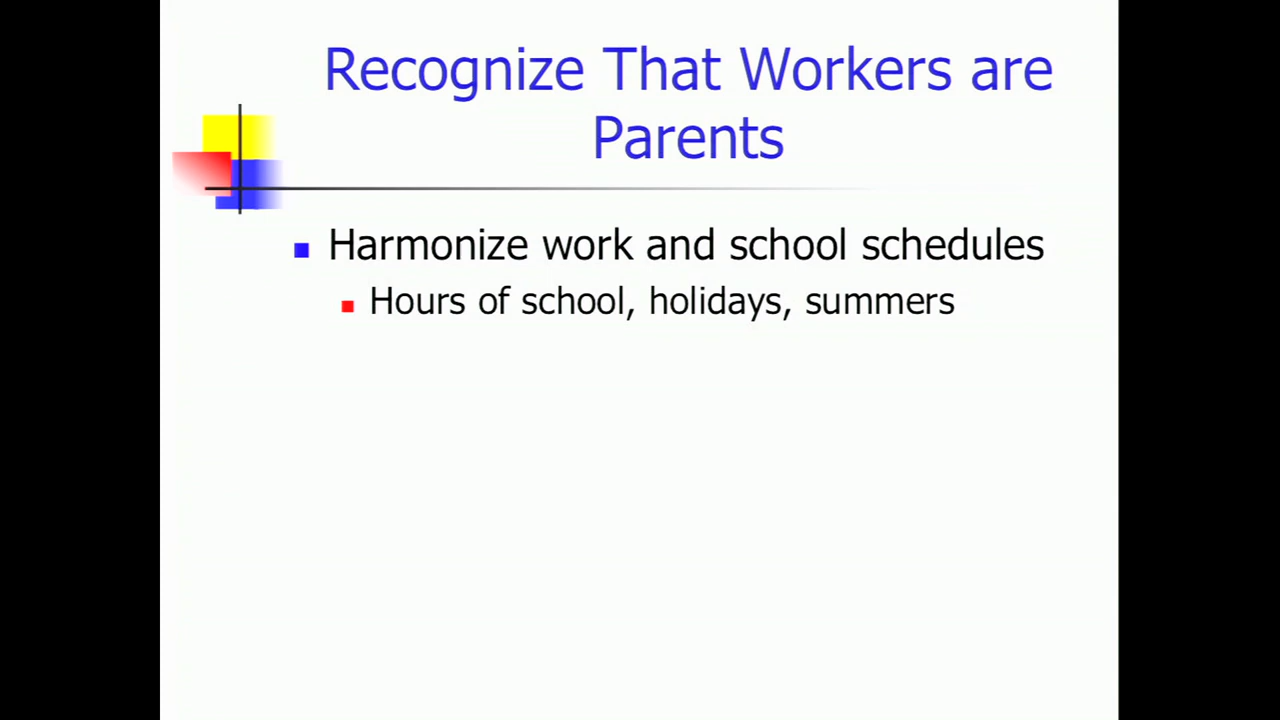 Recognize That Workers are
Parents
Harmonize work and school schedules
Hours of school, holidays, summers